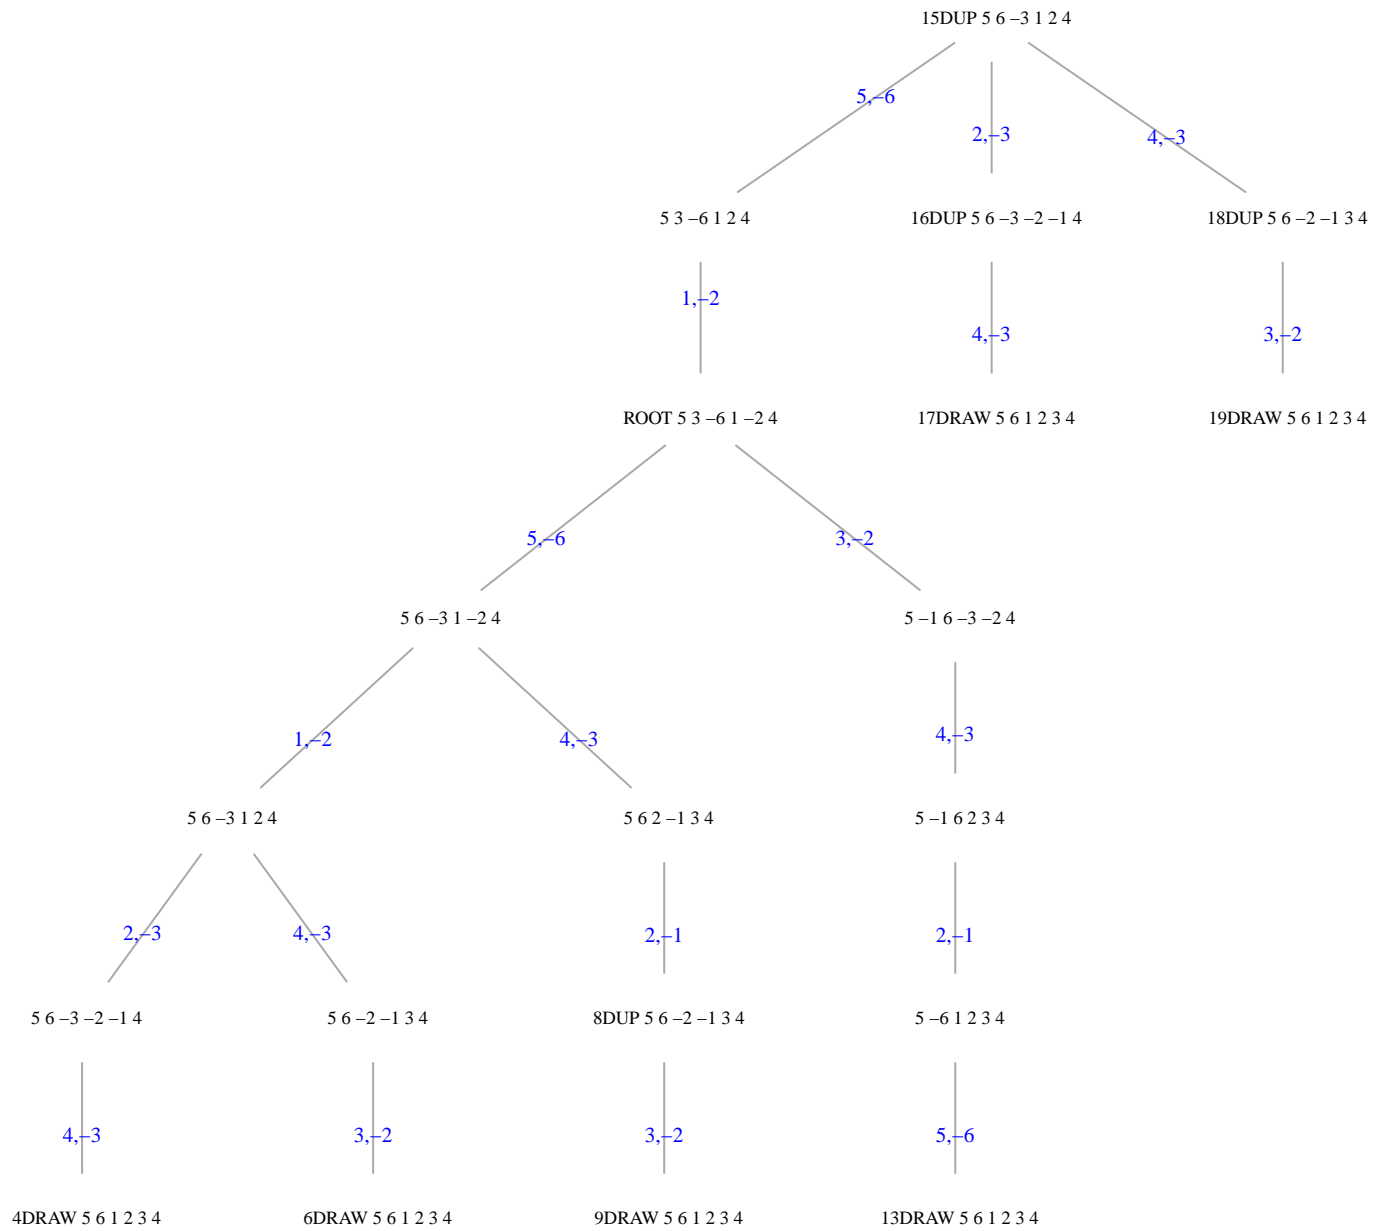 15DUP 5 6 –3 1 2 4
5,–6
2,–3
4,–3
5 3 –6 1 2 4
16DUP 5 6 –3 –2 –1 4
18DUP 5 6 –2 –1 3 4
1,–2
4,–3
3,–2
ROOT 5 3 –6 1 –2 4
17DRAW 5 6 1 2 3 4
19DRAW 5 6 1 2 3 4
5,–6
3,–2
5 6 –3 1 –2 4
5 –1 6 –3 –2 4
1,–2
4,–3
4,–3
5 6 –3 1 2 4
5 6 2 –1 3 4
5 –1 6 2 3 4
2,–3
4,–3
2,–1
2,–1
5 6 –3 –2 –1 4
5 6 –2 –1 3 4
8DUP 5 6 –2 –1 3 4
5 –6 1 2 3 4
4,–3
3,–2
3,–2
5,–6
4DRAW 5 6 1 2 3 4
6DRAW 5 6 1 2 3 4
9DRAW 5 6 1 2 3 4
13DRAW 5 6 1 2 3 4